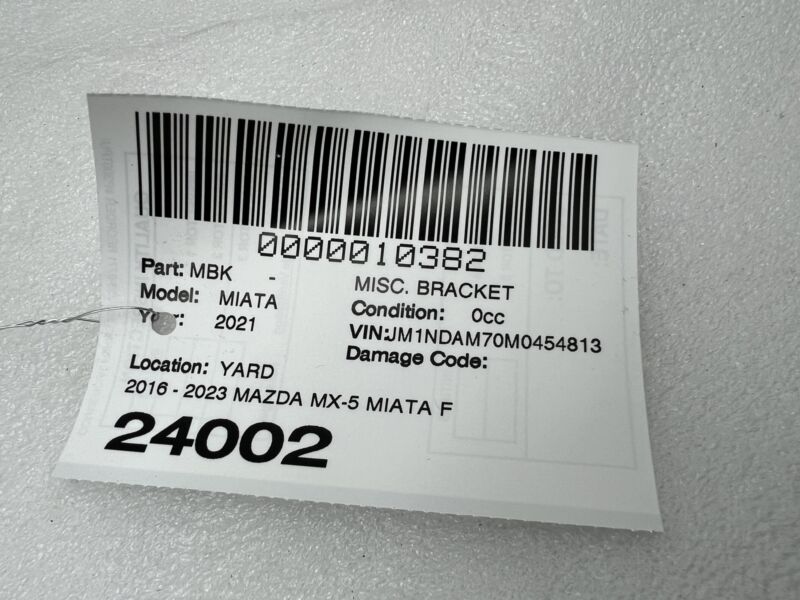 0000010382
Part: MBK - MISC. BRACKET
Model: MIATA Condition: 0cc
Year: 2021 VIN:JM1NDAM70M0454813
Damage Code:
Location: YARD
2016 - 2023 MAZDA MX-5 MIATA F
24002